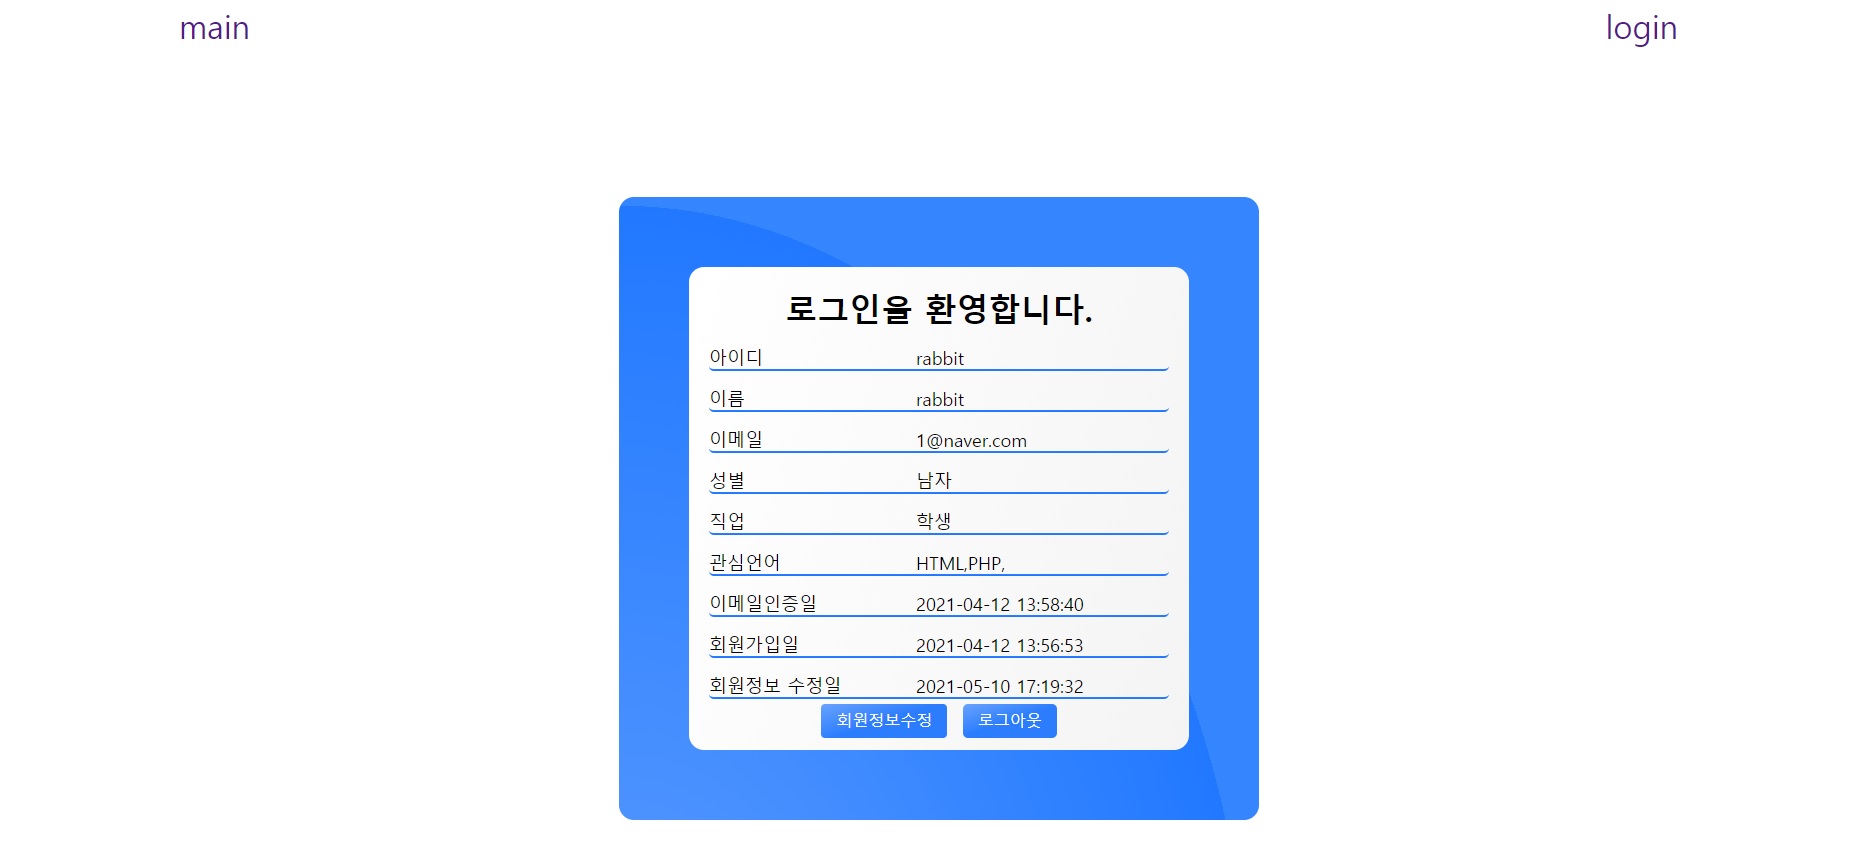 main login
로그인을 환영합니다.
아이디 rabbit
이름 rabbit
이메일 1@naver.com
성별 남자
직업 학생
관심언어 HTML,PHP,
이메일인증일 2021-04-12 13:58:40
회원가입일 2021-04-12 13:56:53
회원정보 수정일 2021-05-10 17:19:32
회원정보수정 로그아웃